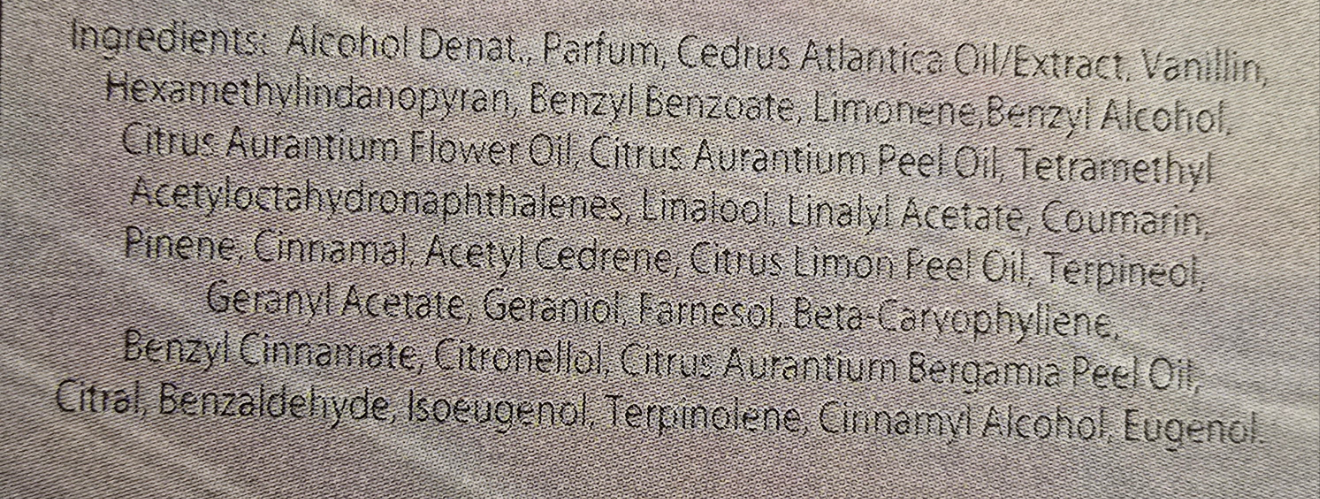 Ingredients: Alcohol Denat., Parfum, Cedrus Atlantica Oil/Extract, Vanillin,
Hexamethylindanopyran, Benzyl Benzoate, Limonene,Benzyl Alcohol,
Citrus Aurantium Flower Oil, Citrus Aurantium Peel Oil, Tetramethyl
Acetyloctahydronaphthalenes, Linalool, Linalyl Acetate, Coumarin,
Pinene, Cinnamal, Acetyl Cedrene, Citrus Limon Peel Oil, Terpineol,
Geranyl Acetate, Geraniol, Farnesol, Beta-Caryophyllene,
Benzyl Cinnamate, Citronellol, Citrus Aurantium Bergamia Peel Oil,
Citral, Benzaldehyde, Isoeugenol, Terpinolene, Cinnamyl Alcohol, Eugenol.